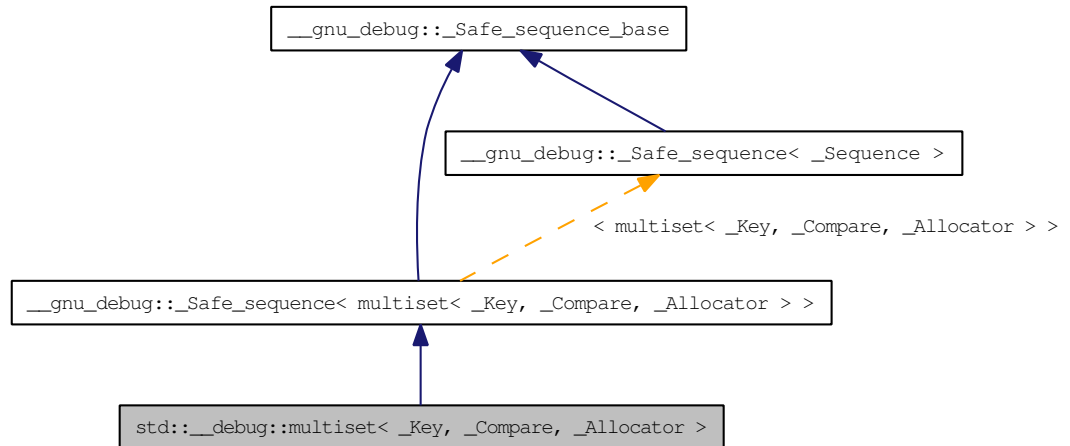 __gnu_debug::_Safe_sequence_base
__gnu_debug::_Safe_sequence< _Sequence >
< multiset< _Key, _Compare, _Allocator > >
__gnu_debug::_Safe_sequence< multiset< _Key, _Compare, _Allocator > >
std::__debug::multiset< _Key, _Compare, _Allocator >